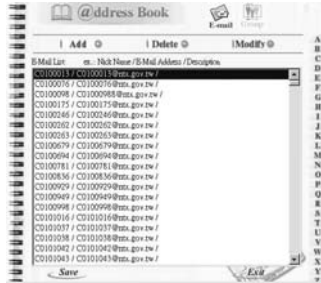 @ddress Book
E-mail Group
Add Delete Modify
E-Mail List ex.: Nick Name / E-Mail Address / Description
C0100013 / C0100013@ntx.gov.tw /
C0100076 / C0100076@ntx.gov.tw /
C0100098 / C01000988@ntx.gov.tw /
C0100175 / C0100175@ntx.gov.tw /
C0100246 / C0100246@ntx.gov.tw /
C0100262 / C0100262@ntx.gov.tw /
C0100263 / C0100263@ntx.gov.tw /
C0100679 / C0100679@ntx.gov.tw /
C0100694 / C0100694@ntx.gov.tw /
C0100781 / C0100781@ntx.gov.tw /
C0100836 / C0100836@ntx.gov.tw /
C0100929 / C0100929@ntx.gov.tw /
C0100949 / C0100949@ntx.gov.tw /
C0100998 / C0100998@ntx.gov.tw /
C0101016 / C0101016@ntx.gov.tw /
C0101037 / C0101037@ntx.gov.tw /
C0101038 / C0101038@ntx.gov.tw /
C0101042 / C0101042@ntx.gov.tw /
C0101043 / C0101043@ntx.gov.tw /
Save Exit
A
B
C
D
E
F
G
H
I
J
K
L
M
N
O
P
Q
R
S
T
U
V
W
X
Y